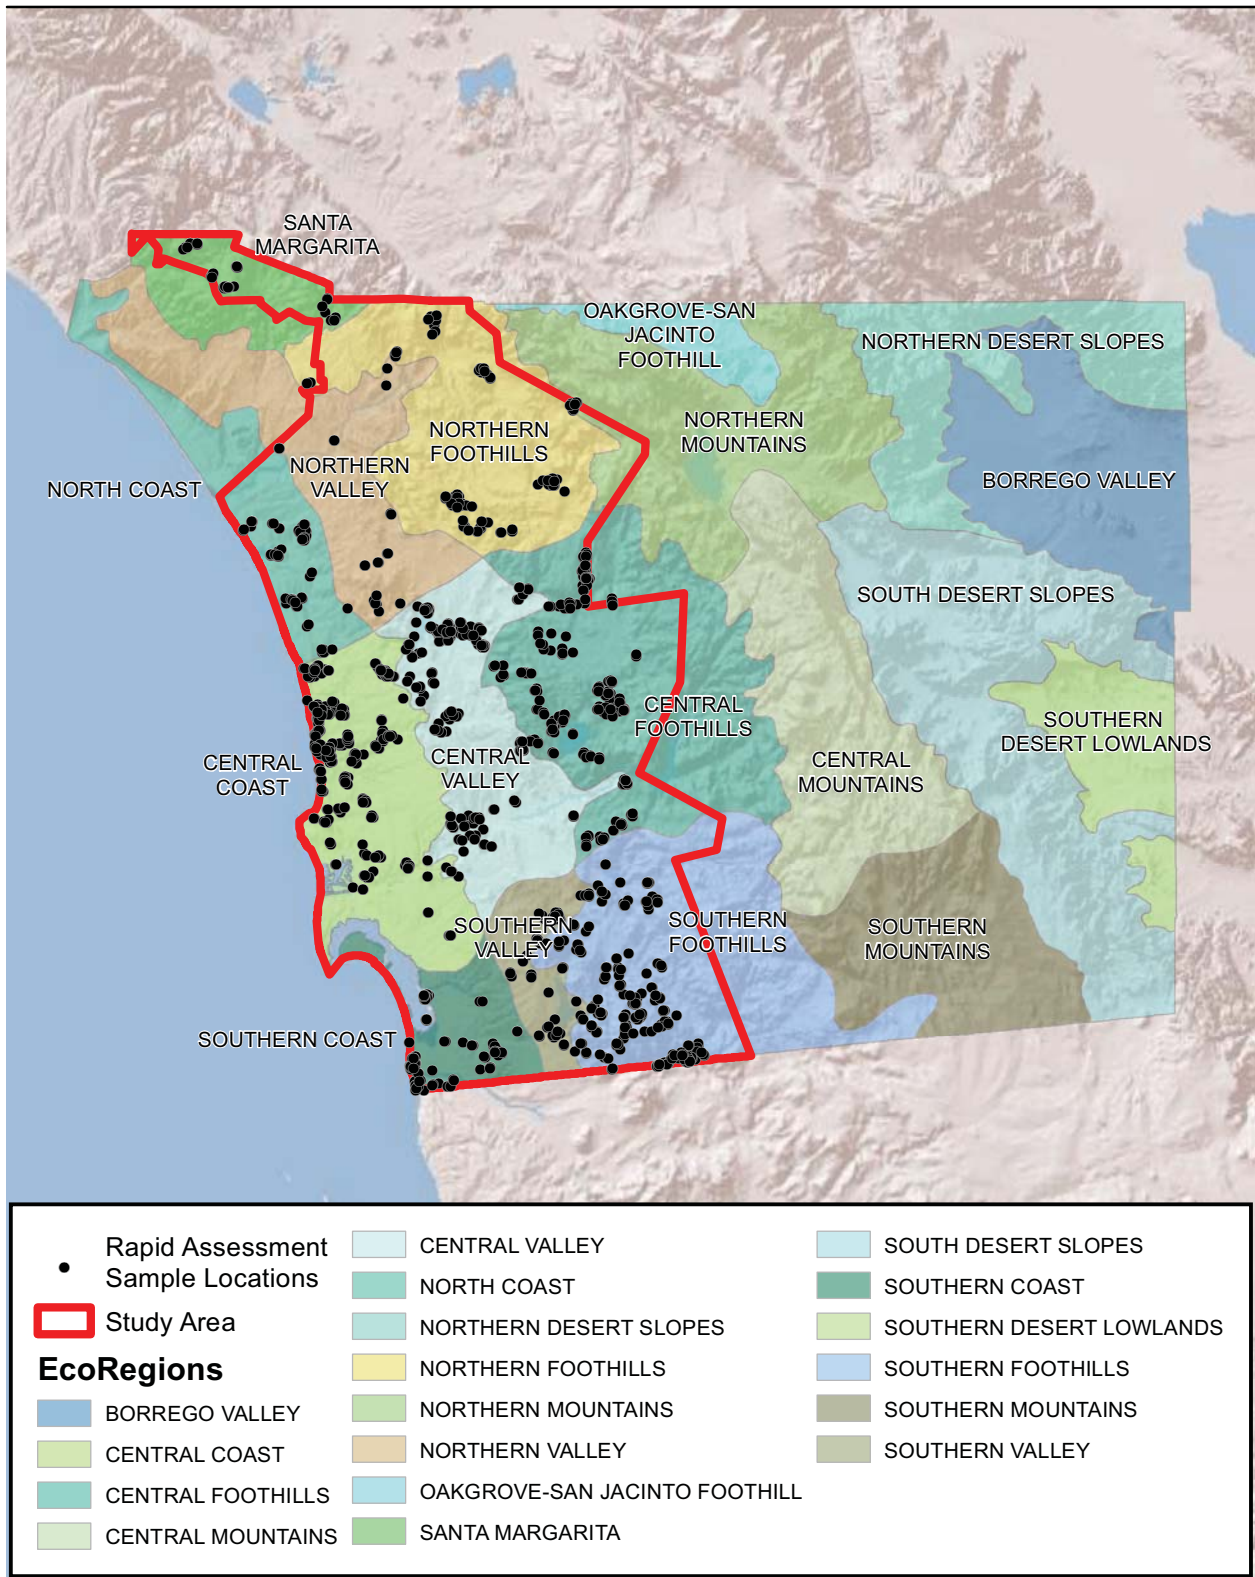 SANTA
MARGARITA
OAKGROVE-SAN
JACINTO
FOOTHILL
NORTHERN DESERT SLOPES
NORTHERN
MOUNTAINS
NORTHERN
FOOTHILLS
NORTHERN
VALLEY
NORTH COAST
BORREGO VALLEY
SOUTH DESERT SLOPES
CENTRAL
FOOTHILLS
SOUTHERN
DESERT LOWLANDS
CENTRAL
COAST
CENTRAL
VALLEY
CENTRAL
MOUNTAINS
SOUTHERN
VALLEY
SOUTHERN
FOOTHILLS
SOUTHERN
MOUNTAINS
SOUTHERN COAST
Rapid Assessment
Sample Locations
Study Area
EcoRegions
BORREGO VALLEY
CENTRAL COAST
CENTRAL FOOTHILLS
CENTRAL MOUNTAINS
CENTRAL VALLEY
NORTH COAST
NORTHERN DESERT SLOPES
NORTHERN FOOTHILLS
NORTHERN MOUNTAINS
NORTHERN VALLEY
OAKGROVE-SAN JACINTO FOOTHILL
SANTA MARGARITA
SOUTH DESERT SLOPES
SOUTHERN COAST
SOUTHERN DESERT LOWLANDS
SOUTHERN FOOTHILLS
SOUTHERN MOUNTAINS
SOUTHERN VALLEY